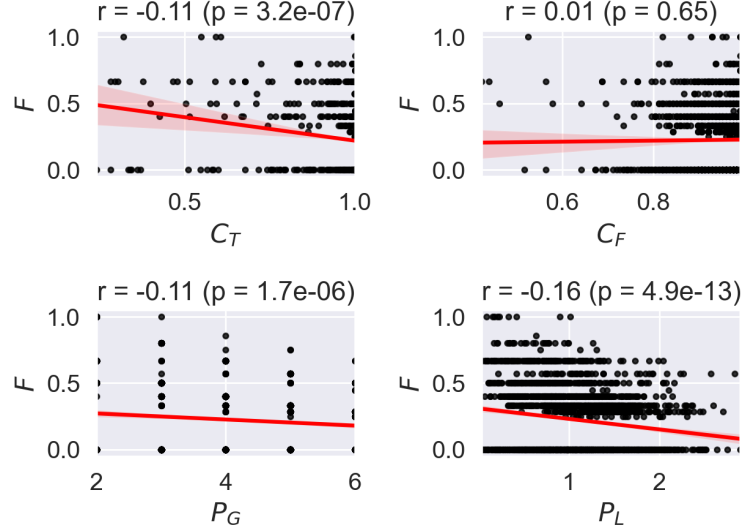 r = -0.11 (p = 3.2e-07)
r = 0.01 (p = 0.65)
1.0
0.5
0.0
F
0.5
1.0
C_T
1.0
0.5
0.0
F
0.6
0.8
C_F
r = -0.11 (p = 1.7e-06)
r = -0.16 (p = 4.9e-13)
1.0
0.5
0.0
F
2
4
6
P_G
1.0
0.5
0.0
F
1
2
P_L